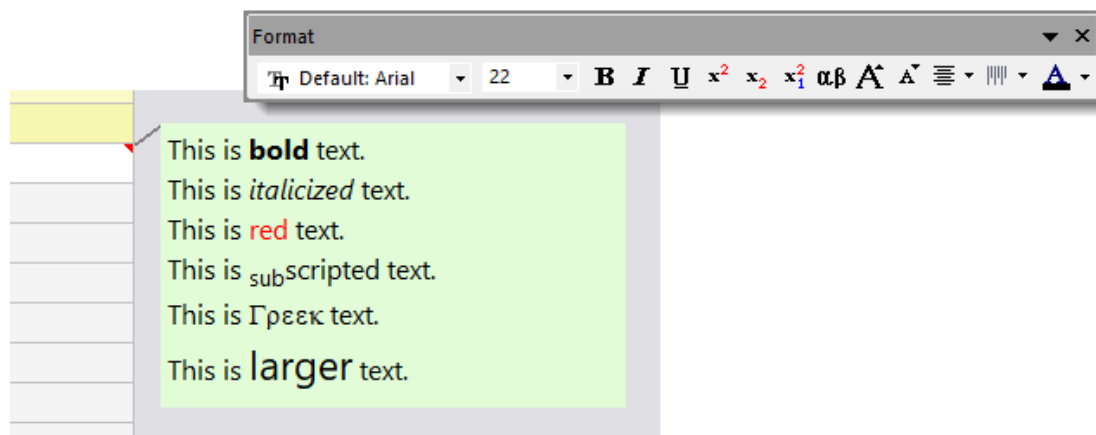 Format
Default: Arial 22 B I U x² x₂ x₁² αβ A A A
This is bold text.
This is italicized text.
This is red text.
This is subscripted text.
This is Γρεεκ text.
This is larger text.